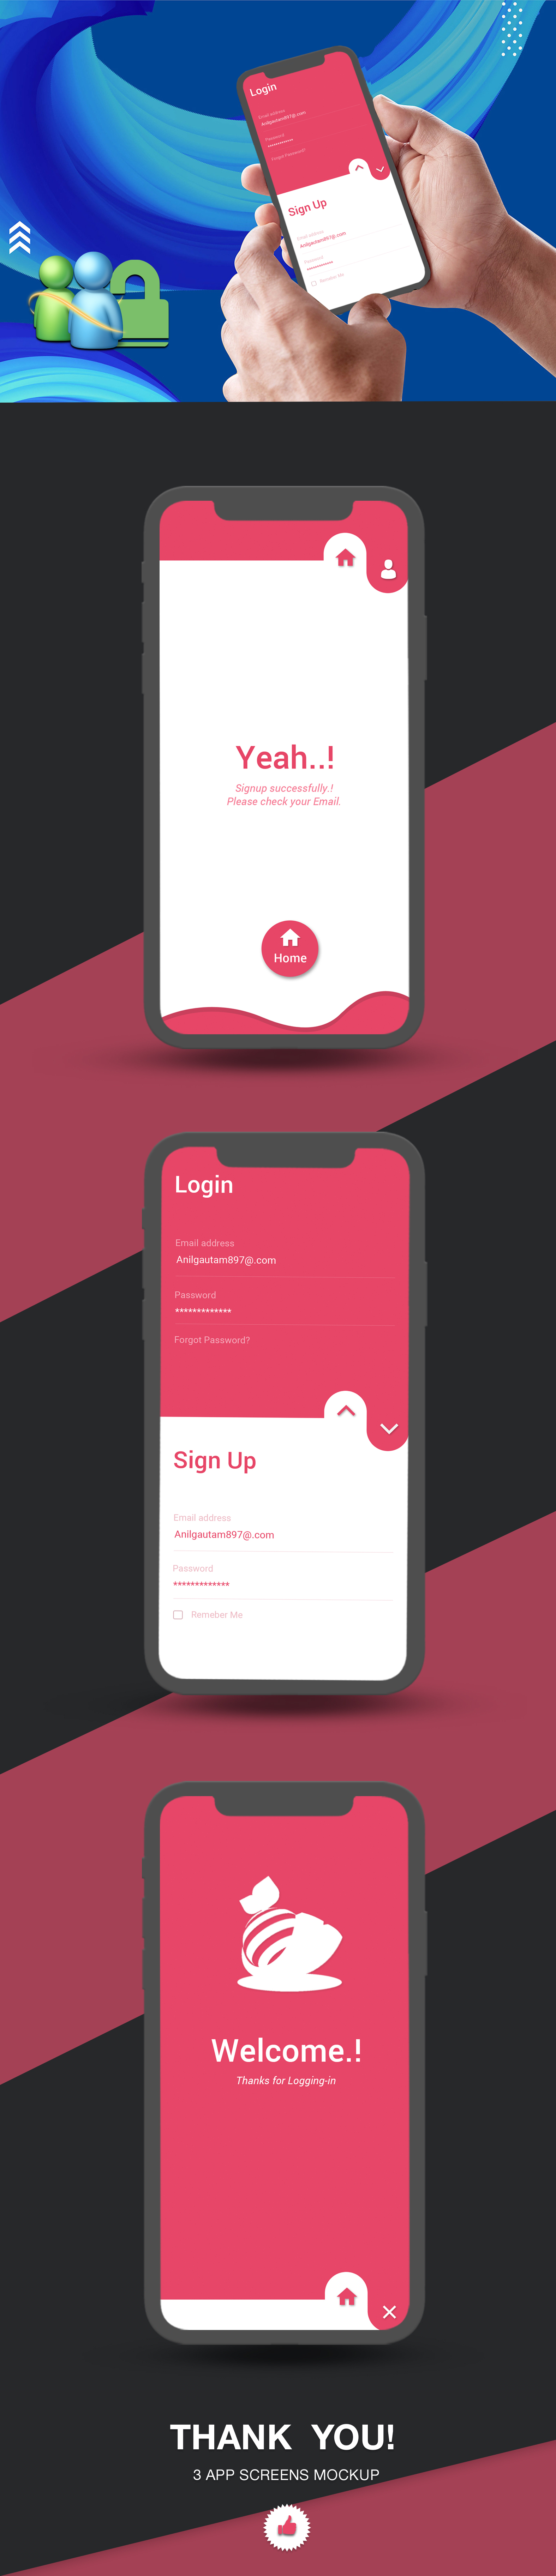 Login
Email address
Anilgautam897@.com
Password
*************
Forgot Password?
Sign Up
Email address
Anilgautam897@.com
Password
*************
Remeber Me
Yeah..!
Signup successfully.!
Please check your Email.
Home
Login
Email address
Anilgautam897@.com
Password
*************
Forgot Password?
Sign Up
Email address
Anilgautam897@.com
Password
*************
Remeber Me
Welcome.!
Thanks for Logging-in
THANK YOU!
3 APP SCREENS MOCKUP